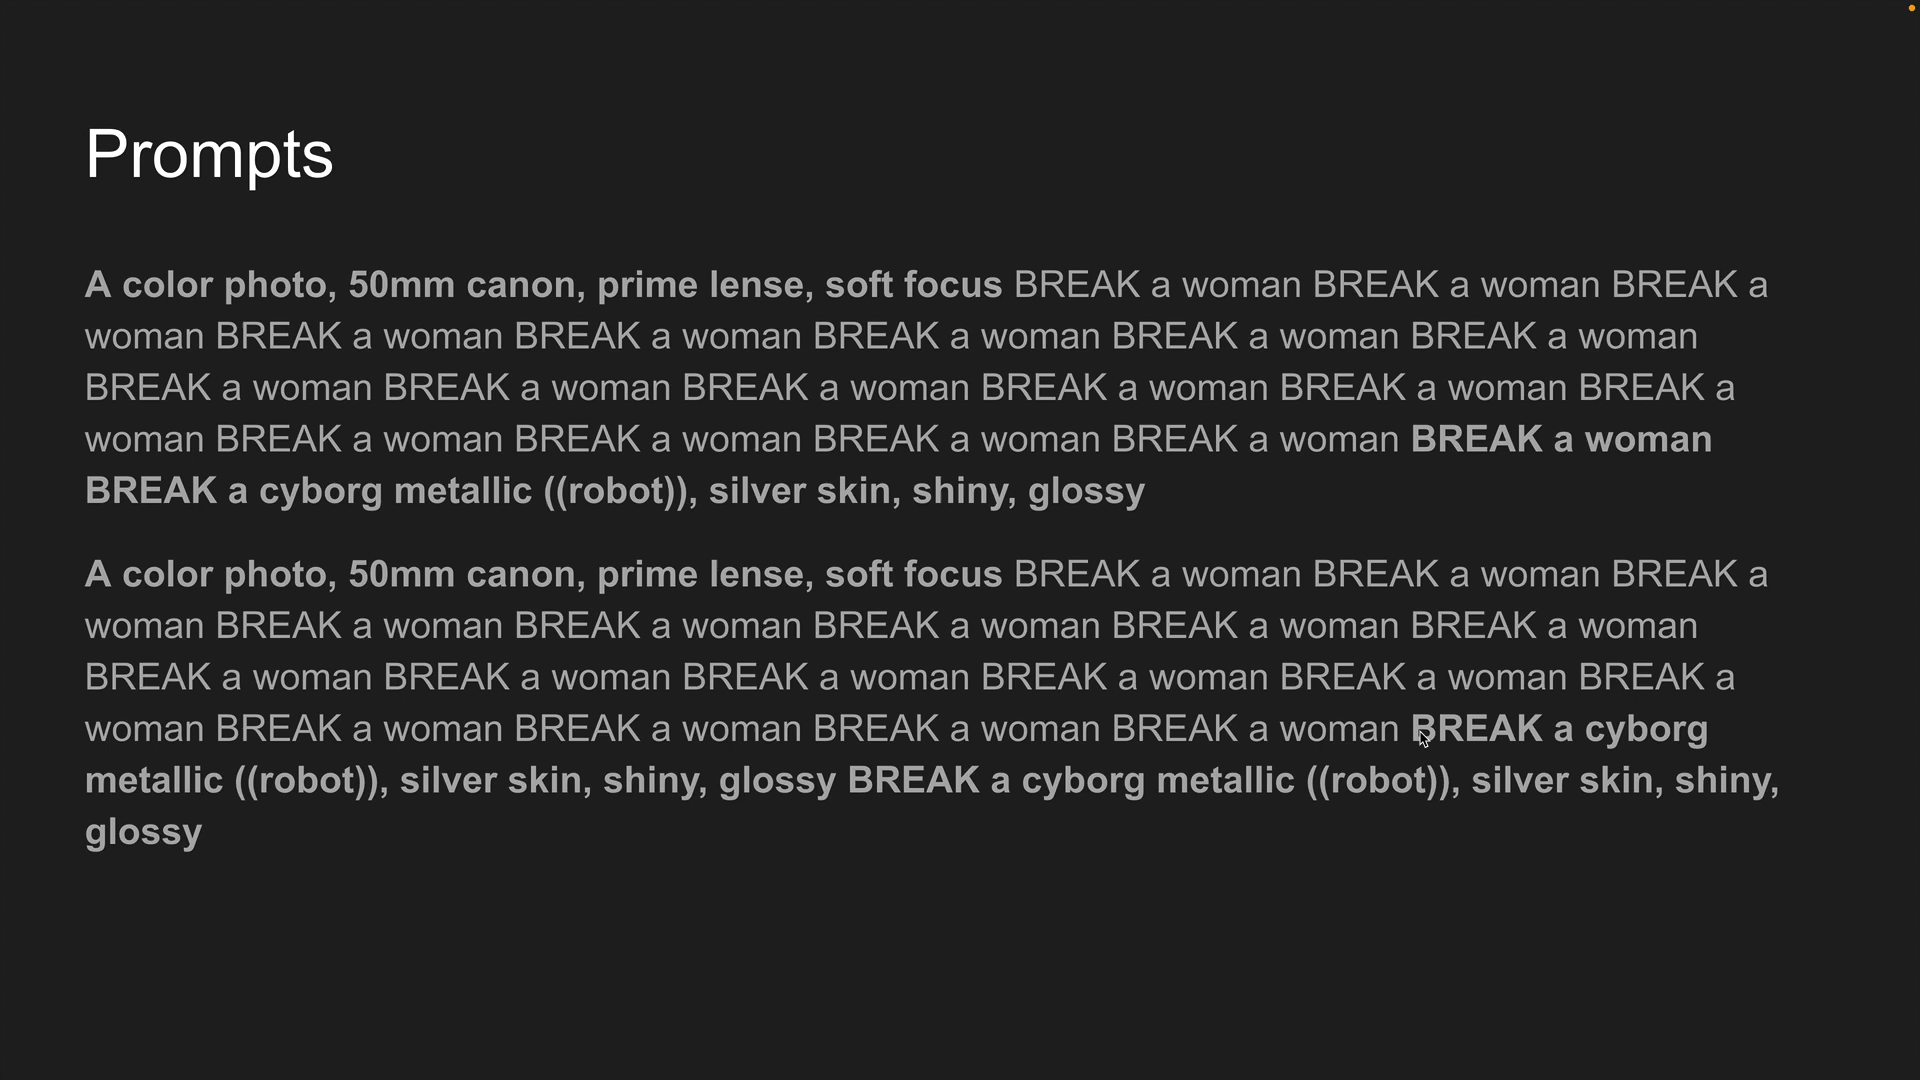 Prompts
A color photo, 50mm canon, prime lense, soft focus BREAK a woman BREAK a woman BREAK a
woman BREAK a woman BREAK a woman BREAK a woman BREAK a woman BREAK a woman
BREAK a woman BREAK a woman BREAK a woman BREAK a woman BREAK a woman BREAK a
woman BREAK a woman BREAK a woman BREAK a woman BREAK a woman BREAK a woman
BREAK a cyborg metallic ((robot)), silver skin, shiny, glossy
A color photo, 50mm canon, prime lense, soft focus BREAK a woman BREAK a woman BREAK a
woman BREAK a woman BREAK a woman BREAK a woman BREAK a woman BREAK a woman
BREAK a woman BREAK a woman BREAK a woman BREAK a woman BREAK a woman BREAK a
woman BREAK a woman BREAK a woman BREAK a woman BREAK a woman BREAK a cyborg
metallic ((robot)), silver skin, shiny, glossy BREAK a cyborg metallic ((robot)), silver skin, shiny,
glossy